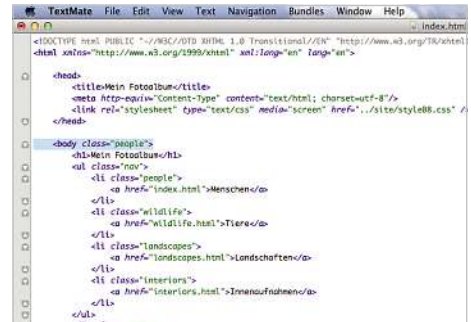 TextMate File Edit View Text Navigation Bundles Window Help
index.htm
<!DOCTYPE html PUBLIC "-//W3C//DTD XHTML 1.0 Transitional//EN" "http://www.w3.org/TR/xhtml
<html xmlns="http://www.w3.org/1999/xhtml" xml:lang="en" lang="en">
<head>
<title>Mein Fotoalbum</title>
<meta http-equiv="Content-Type" content="text/html; charset=utf-8"/>
<link rel="stylesheet" type="text/css" media="screen" href="../site/style08.css" /
</head>
<body class="people">
<h1>Mein Fotoalbum</h1>
<ul class="nav">
<li class="people">
<a href="index.html">Menschen</a>
</li>
<li class="wildlife">
<a href="wildlife.html">Tiere</a>
</li>
<li class="landscapes">
<a href="landscapes.html">Landschaften</a>
</li>
<li class="interiors">
<a href="interiors.html">Innenaufnahmen</a>
</li>
</ul>